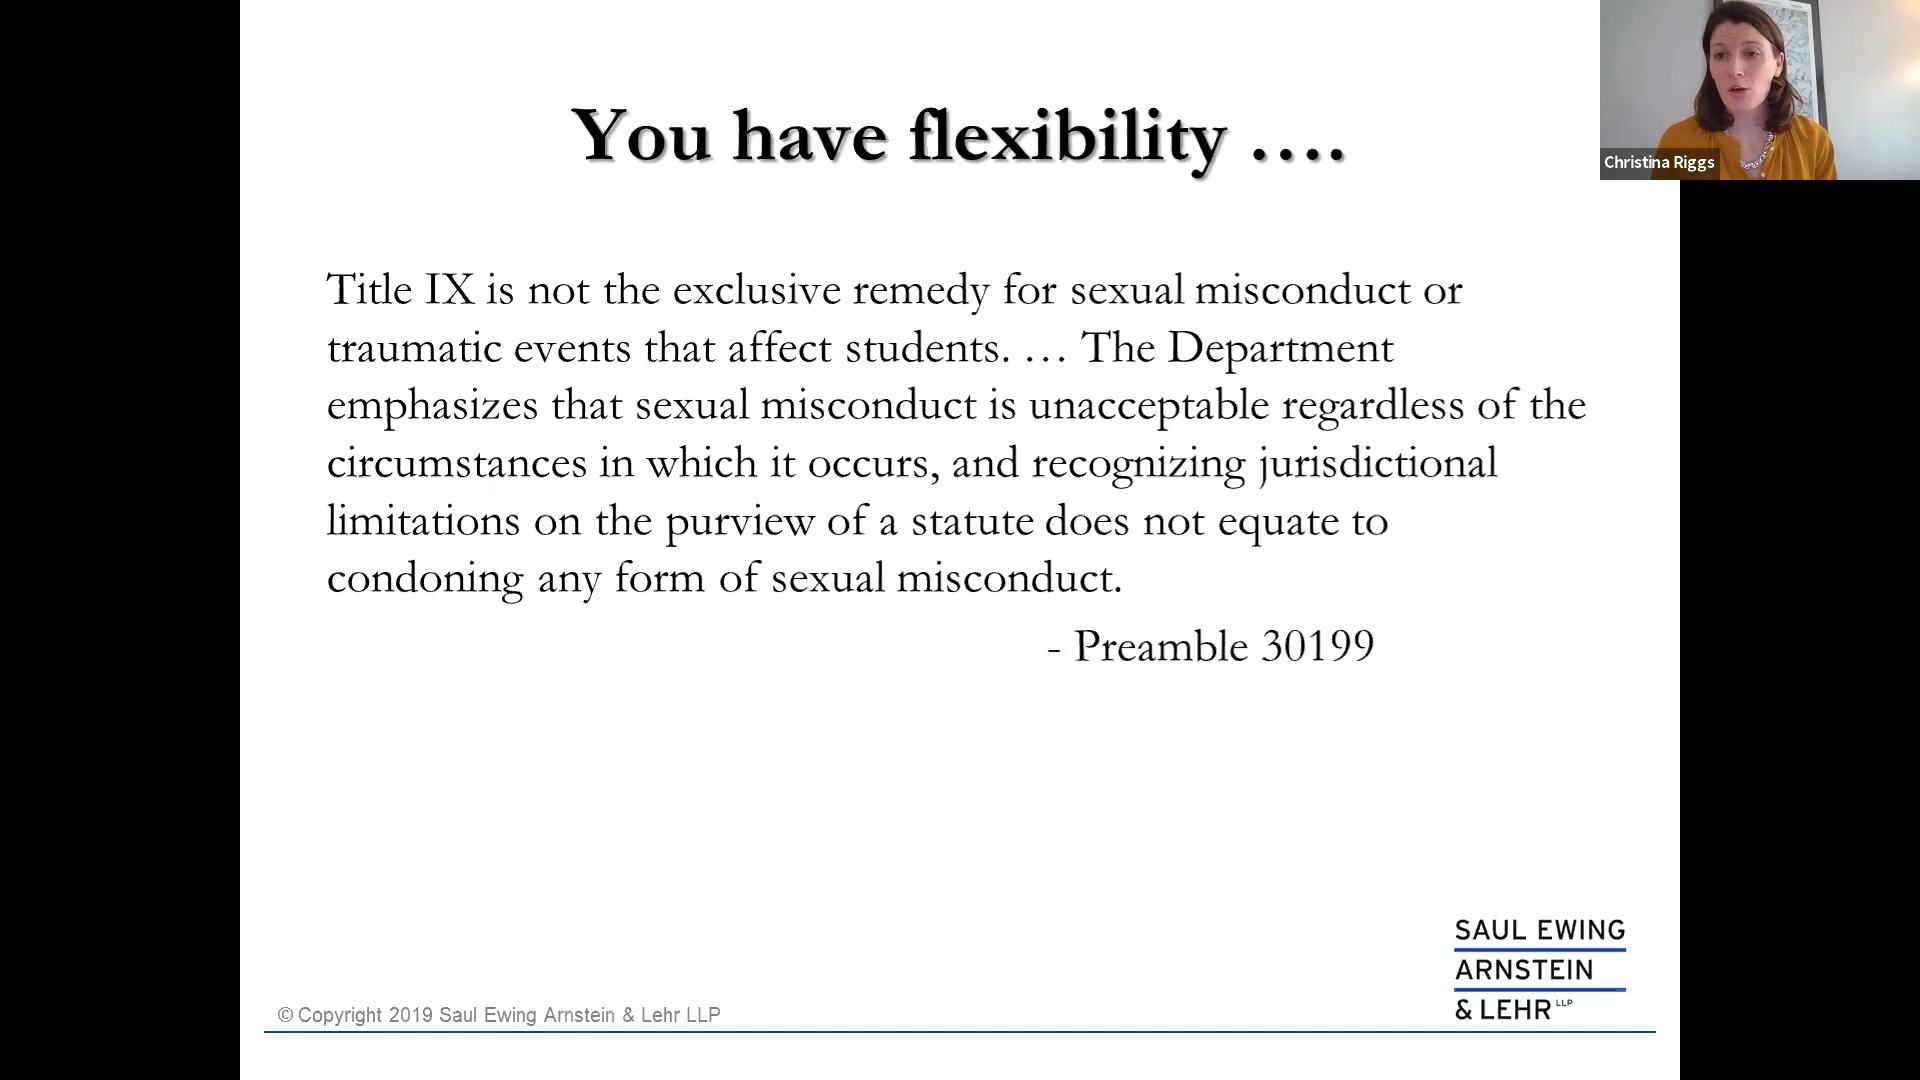 You have flexibility ….
Christina Riggs
Title IX is not the exclusive remedy for sexual misconduct or
traumatic events that affect students. … The Department
emphasizes that sexual misconduct is unacceptable regardless of the
circumstances in which it occurs, and recognizing jurisdictional
limitations on the purview of a statute does not equate to
condoning any form of sexual misconduct.
- Preamble 30199
SAUL EWING
ARNSTEIN
& LEHR LLP
© Copyright 2019 Saul Ewing Arnstein & Lehr LLP